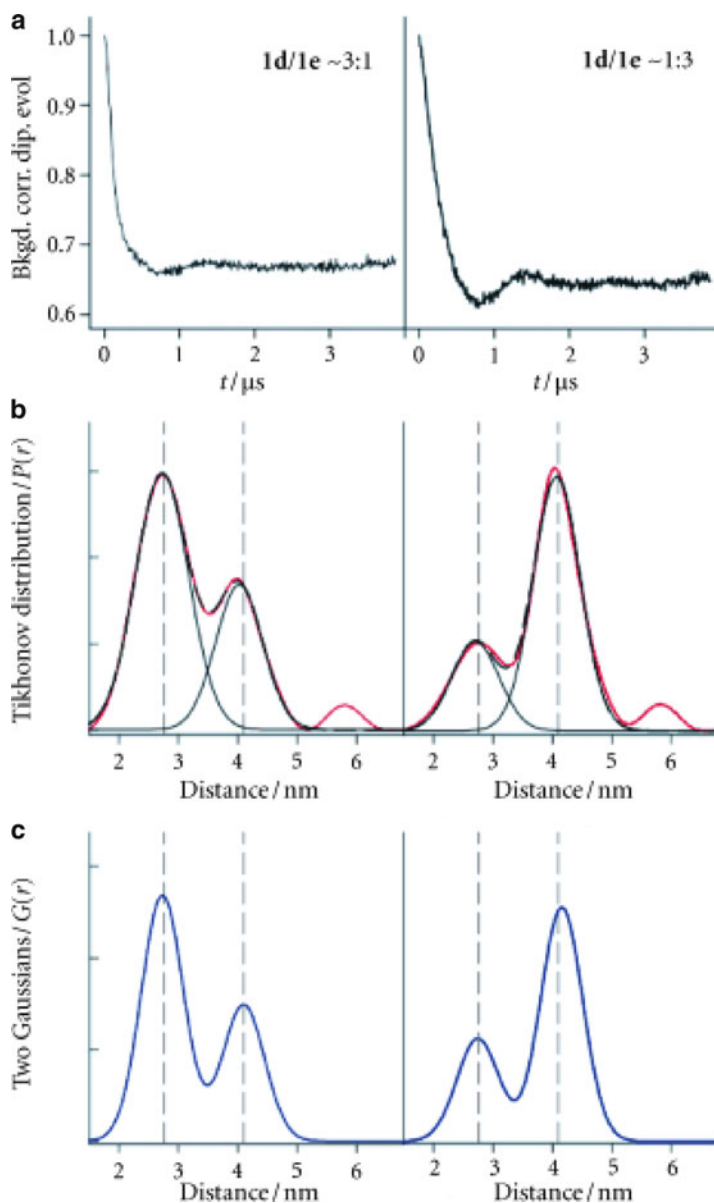 a
1d/1e ~3:1
1d/1e ~1:3
Bkgd. corr. dip. evol
1.0
0.9
0.8
0.7
0.6
0 1 2 3
0 1 2 3
t/µs
t/µs
b
Tikhonov distribution/P(r)
2 3 4 5 6
2 3 4 5 6
Distance/nm
Distance/nm
c
Two Gaussians/G(r)
2 3 4 5 6
2 3 4 5 6
Distance/nm
Distance/nm